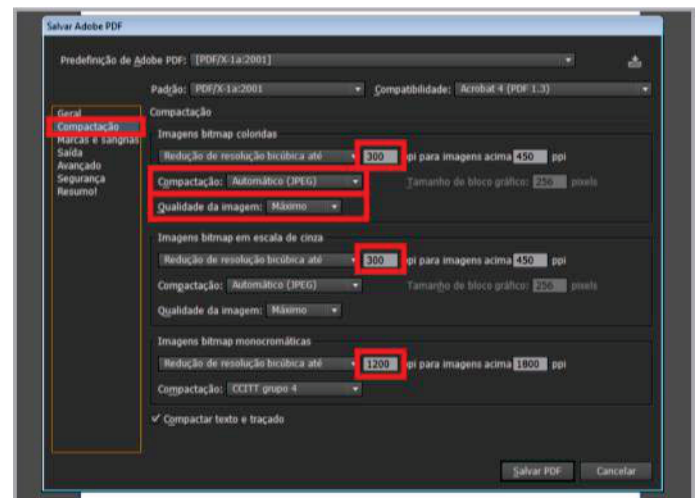 Salvar Adobe PDF
Predefinição de Adobe PDF: [PDF/X-1a:2001]
Padrão: PDF/X-1a:2001 Compatibilidade: Acrobat 4 (PDF 1.3)
Geral
Compactação
Marcas e sangrias
Saída
Avançado
Segurança
Resumo!
Compactação
Imagens bitmap coloridas
Redução de resolução bicúbica até 300 ppi para imagens acima 450 ppi
Compactação: Automático (JPEG) Tamanho de bloco gráfico: 256 pixels
Qualidade da imagem: Máximo
Imagens bitmap em escala de cinza
Redução de resolução bicúbica até 300 ppi para imagens acima 450 ppi
Compactação: Automático (JPEG) Tamanho de bloco gráfico: 256 pixels
Qualidade da imagem: Máximo
Imagens bitmap monocromáticas
Redução de resolução bicúbica até 1200 ppi para imagens acima 1800 ppi
Compactação: CCITT grupo 4
Compactar texto e traçado
Salvar PDF Cancelar